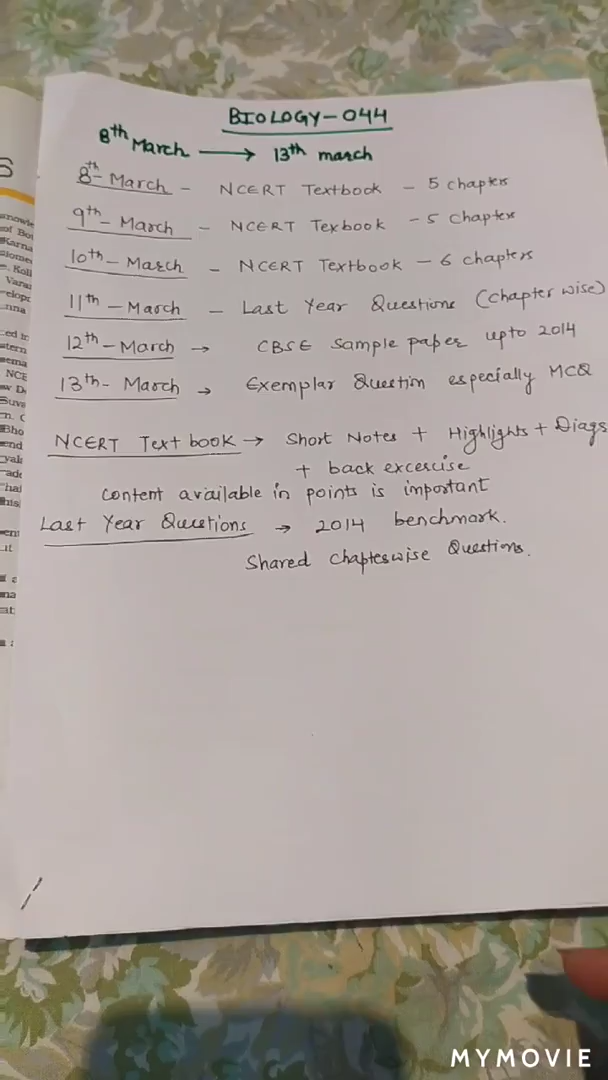 BIOLOGY-044
8th March → 13th march
8th- March - NCERT Textbook - 5 chapters
9th- March - NCERT Texbook - 5 chapters
10th- March - NCERT Textbook - 6 chapters
11th - March - Last Year Questions (chapter wise)
12th - March → CBSE sample paper upto 2014
13th- March → Exemplar Question especially MCQ
NCERT Text book → Short Notes + Highlights + Diags
+ back excercise
content available in points is important
Last Year Questions → 2014 benchmark.
Shared chapteswise Questions.
MYMOVIE